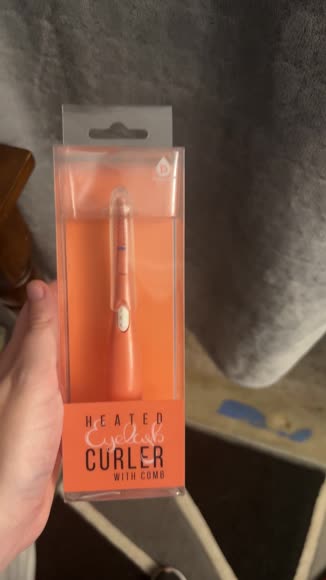 HEATED
Eyelash
CURLER
WITH COMB